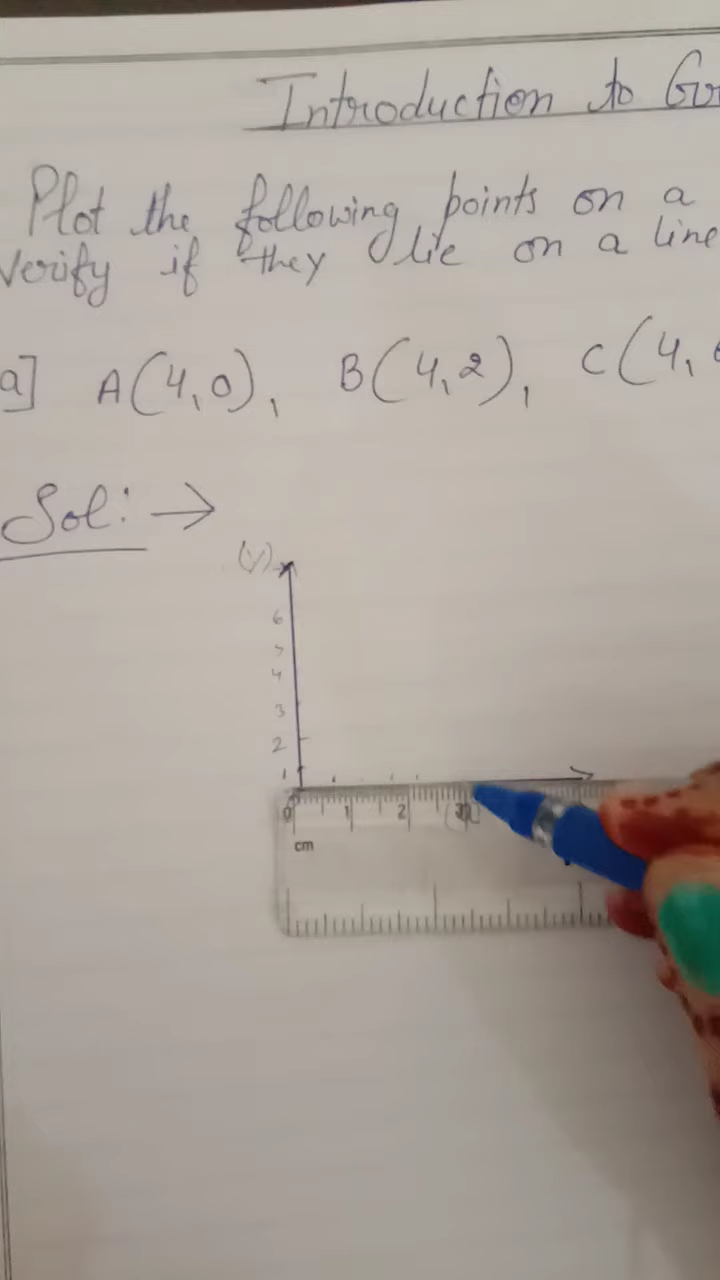 Introduction to
Plot the following points on a
Verify if they lie on a line
a] A(4,0), B(4,2), C(4,
Sol: →
(y)
6
5
4
3
2
1
0 1 2 3
cm